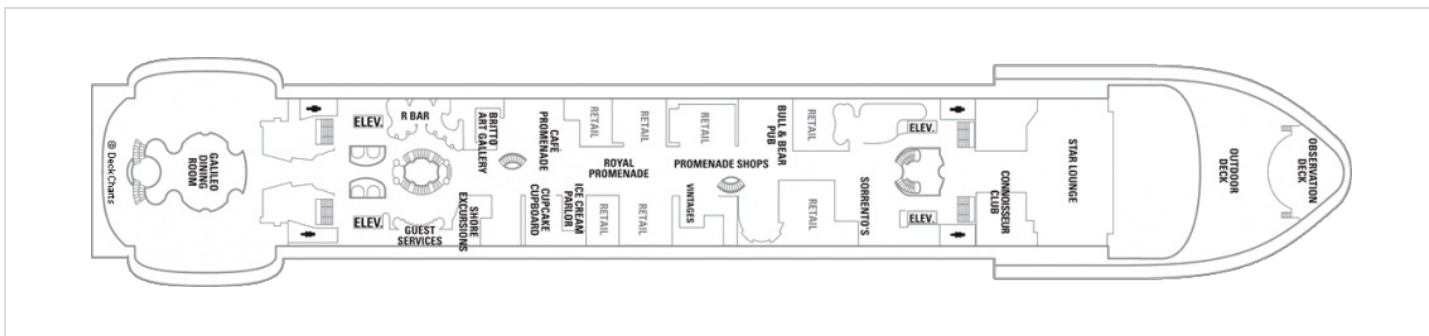 @ DeckCharts
GALILEO
DINING
ROOM
ELEV.
ELEV.
R BAR
GUEST
SERVICES
BRITTO
ART GALLERY
SHORE
EXCURSIONS
CAFÉ
PROMENADE
CUPCAKE
CUPBOARD
ICE CREAM
PARLOR
RETAIL
RETAIL
ROYAL
PROMENADE
RETAIL
RETAIL
RETAIL
PROMENADE SHOPS
VINTAGES
BULL & BEAR
PUB
RETAIL
RETAIL
SORRENTO'S
ELEV.
ELEV.
CONNOISSEUR
CLUB
STAR LOUNGE
OUTDOOR
DECK
OBSERVATION
DECK